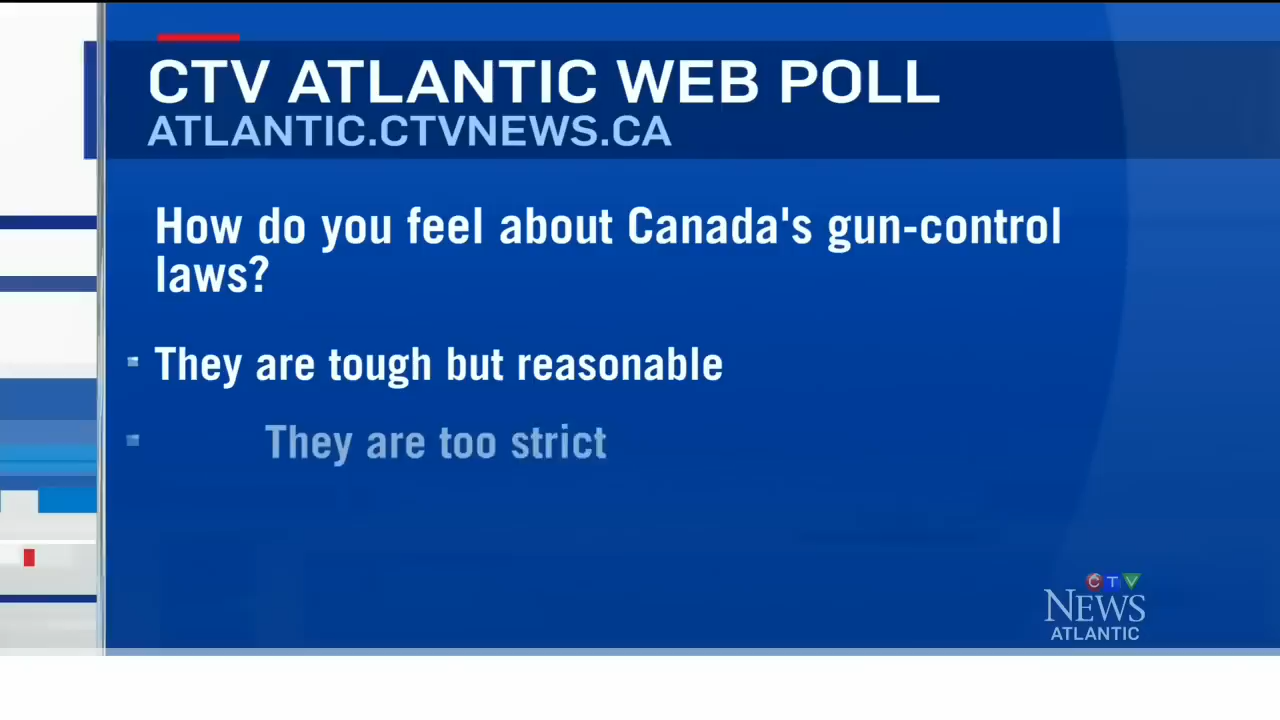 CTV ATLANTIC WEB POLL
ATLANTIC.CTVNEWS.CA
How do you feel about Canada's gun-control
laws?
They are tough but reasonable
They are too strict
CTV
NEWS
ATLANTIC